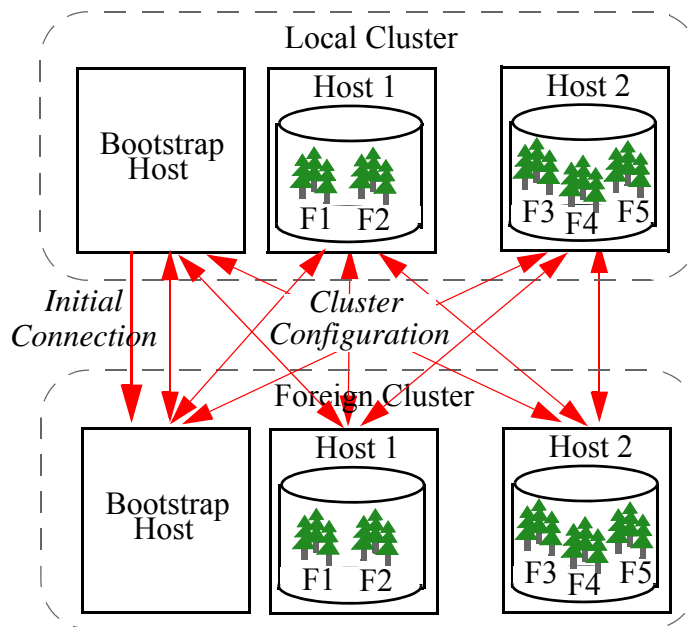 Local Cluster
Bootstrap
Host
Host 1
F1 F2
Host 2
F3 F4 F5
Initial
Connection
Cluster
Configuration
Foreign Cluster
Bootstrap
Host
Host 1
F1 F2
Host 2
F3 F4 F5